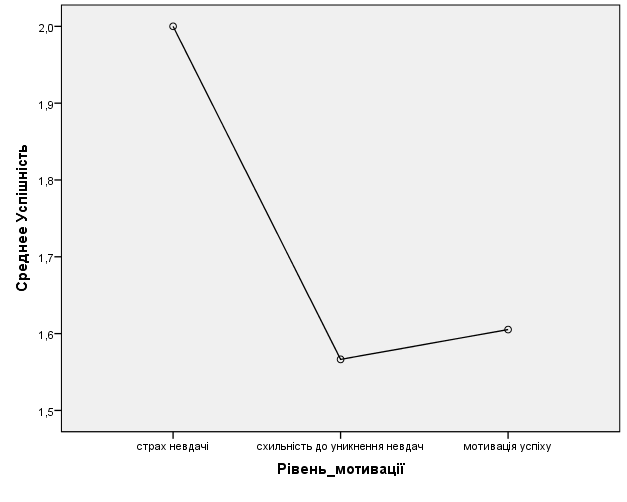 2,0
1,9
1,8
1,7
1,6
1,5
Среднее Успішність
страх невдачі
схильність до уникнення невдач
мотивація успіху
Рівень_мотивації